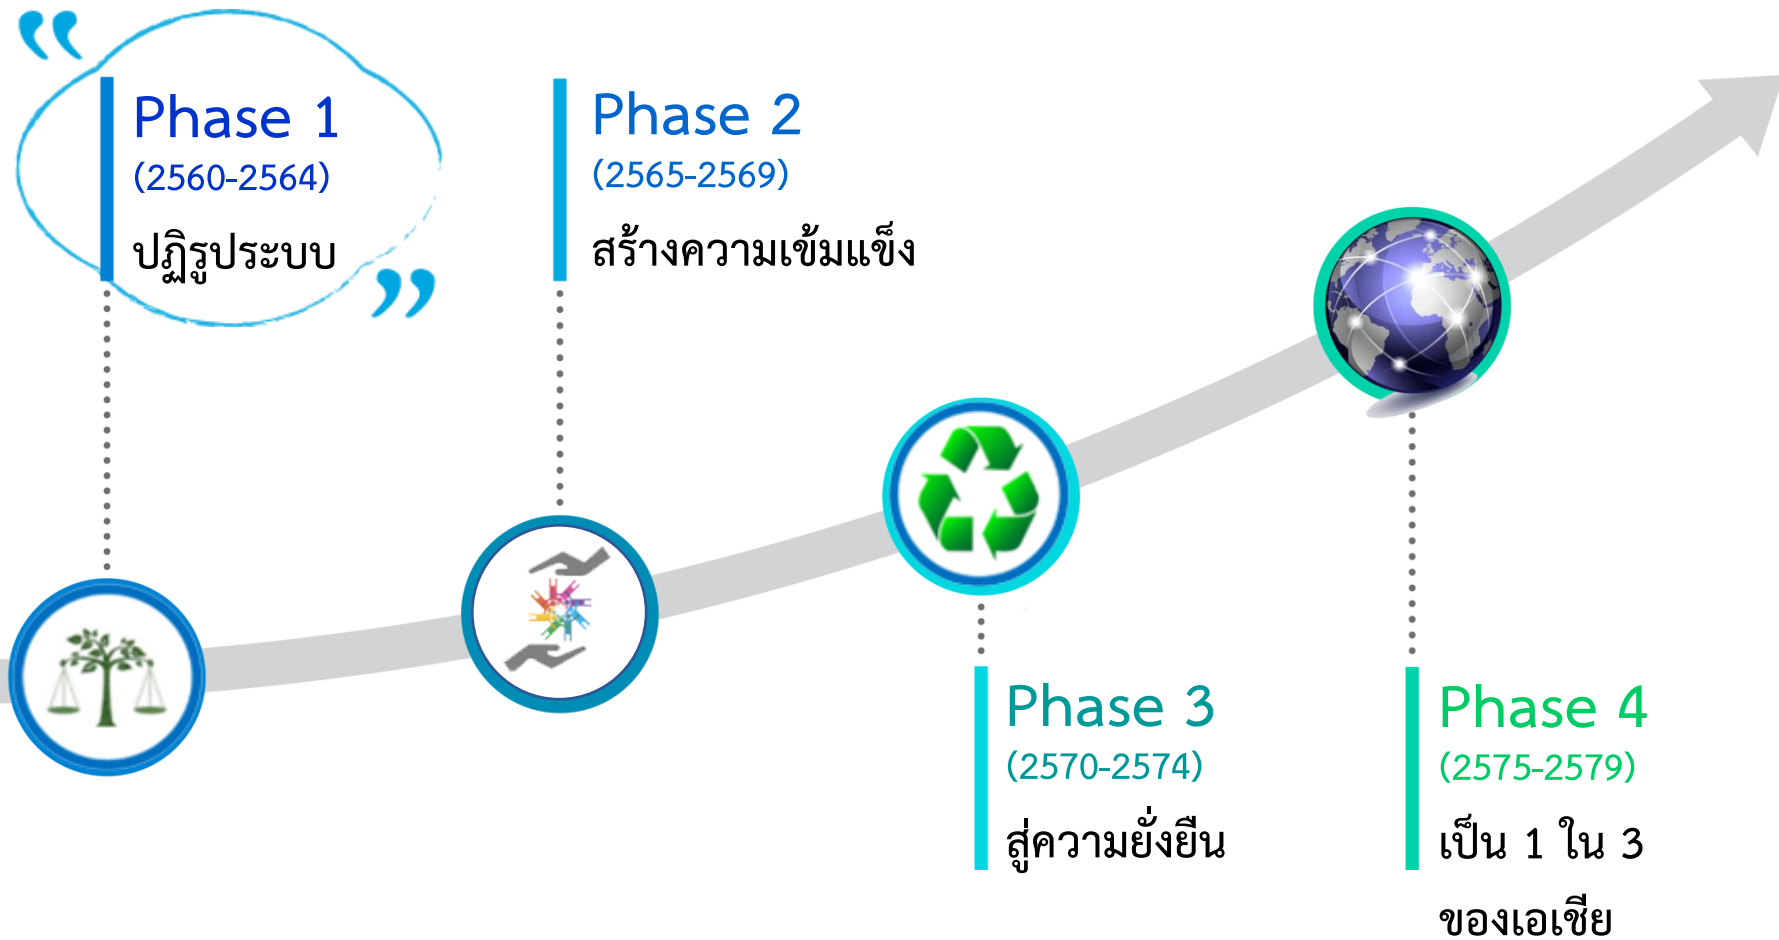 Phase 1
(2560-2564)
ปฏิรูประบบ
Phase 2
(2565-2569)
สร้างความเข้มแข็ง
Phase 3
(2570-2574)
สู่ความยั่งยืน
Phase 4
(2575-2579)
เป็น 1 ใน 3
ของเอเชีย